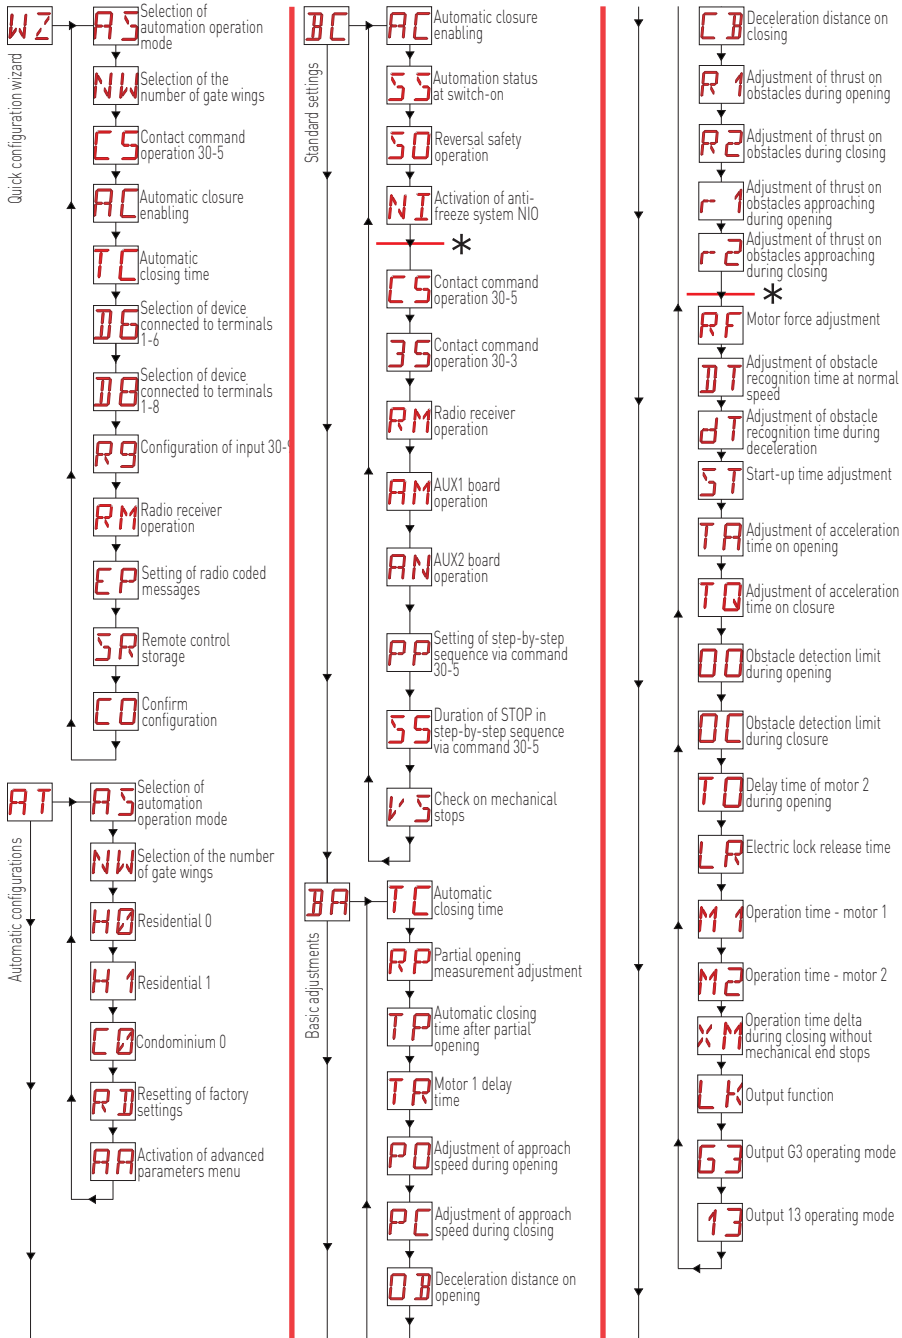 WZ
Quick configuration wizard
AS
Selection of
automation operation
mode
NW
Selection of the
number of gate wings
CS
Contact command
operation 30-5
AC
Automatic closure
enabling
TC
Automatic
closing time
D6
Selection of device
connected to terminals
1-6
D8
Selection of device
connected to terminals
1-8
R9
Configuration of input 30-9
RM
Radio receiver
operation
EP
Setting of radio coded
messages
SR
Remote control
storage
CO
Confirm
configuration
AT
Automatic configurations
AS
Selection of
automation
operation mode
NW
Selection of the number
of gate wings
H0
Residential 0
H1
Residential 1
C0
Condominium 0
RD
Resetting of factory
settings
AA
Activation of advanced
parameters menu
BC
Standard settings
AC
Automatic closure
enabling
SS
Automation status
at switch-on
SO
Reversal safety
operation
NI
Activation of anti-
freeze system NIO
*
CS
Contact command
operation 30-5
3S
Contact command
operation 30-3
RM
Radio receiver
operation
AM
AUX1 board
operation
AN
AUX2 board
operation
PP
Setting of step-by-step
sequence via command
30-5
S5
Duration of STOP in
step-by-step sequence
via command 30-5
VS
Check on mechanical
stops
BA
Basic adjustments
TC
Automatic
closing time
RP
Partial opening
measurement adjustment
TP
Automatic closing
time after partial
opening
TR
Motor 1 delay
time
PO
Adjustment of approach
speed during opening
PC
Adjustment of approach
speed during closing
OB
Deceleration distance on
opening
CB
Deceleration distance on
closing
R1
Adjustment of thrust on
obstacles during opening
R2
Adjustment of thrust on
obstacles during closing
r1
Adjustment of thrust on
obstacles approaching
during opening
r2
Adjustment of thrust on
obstacles approaching
during closing
*
RF
Motor force adjustment
DT
Adjustment of obstacle
recognition time at normal
speed
dT
Adjustment of obstacle
recognition time during
deceleration
ST
Start-up time adjustment
TA
Adjustment of acceleration
time on opening
TQ
Adjustment of acceleration
time on closure
OO
Obstacle detection limit
during opening
OC
Obstacle detection limit
during closure
TO
Delay time of motor 2
during opening
LR
Electric lock release time
M1
Operation time - motor 1
M2
Operation time - motor 2
XM
Operation time delta
during closing without
mechanical end stops
LK
Output function
G3
Output G3 operating mode
13
Output 13 operating mode